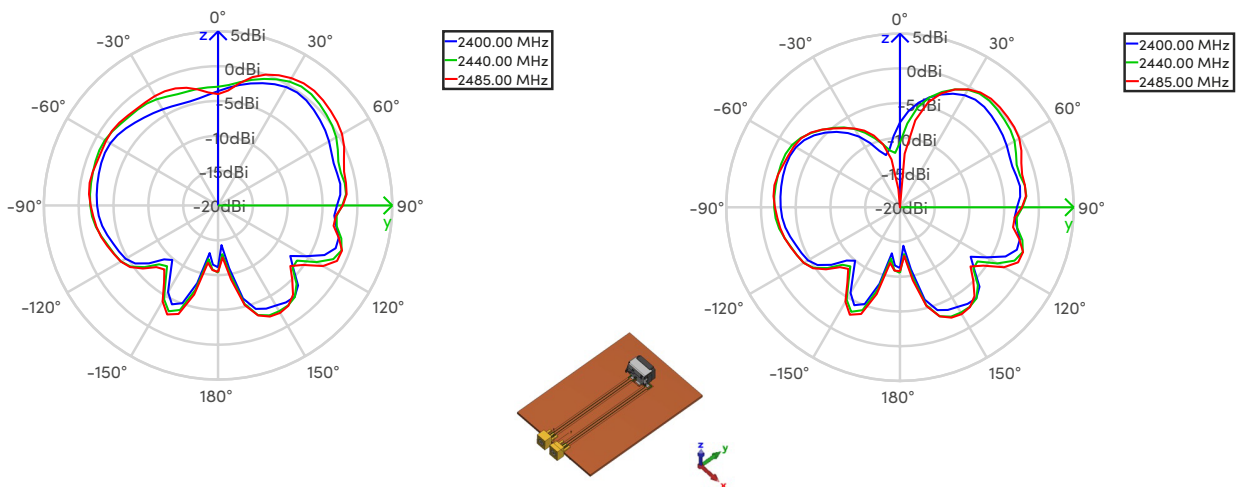 0°
z
5dBi
-30°
30°
0dBi
-60°
60°
-5dBi
-10dBi
-15dBi
-90°
-20dBi
90°
y
-120°
120°
-150°
150°
180°
2400.00 MHz
2440.00 MHz
2485.00 MHz
0°
z
5dBi
-30°
30°
0dBi
-60°
60°
-5dBi
-10dBi
-15dBi
-90°
-20dBi
90°
y
-120°
120°
-150°
150°
180°
2400.00 MHz
2440.00 MHz
2485.00 MHz
z
y
x